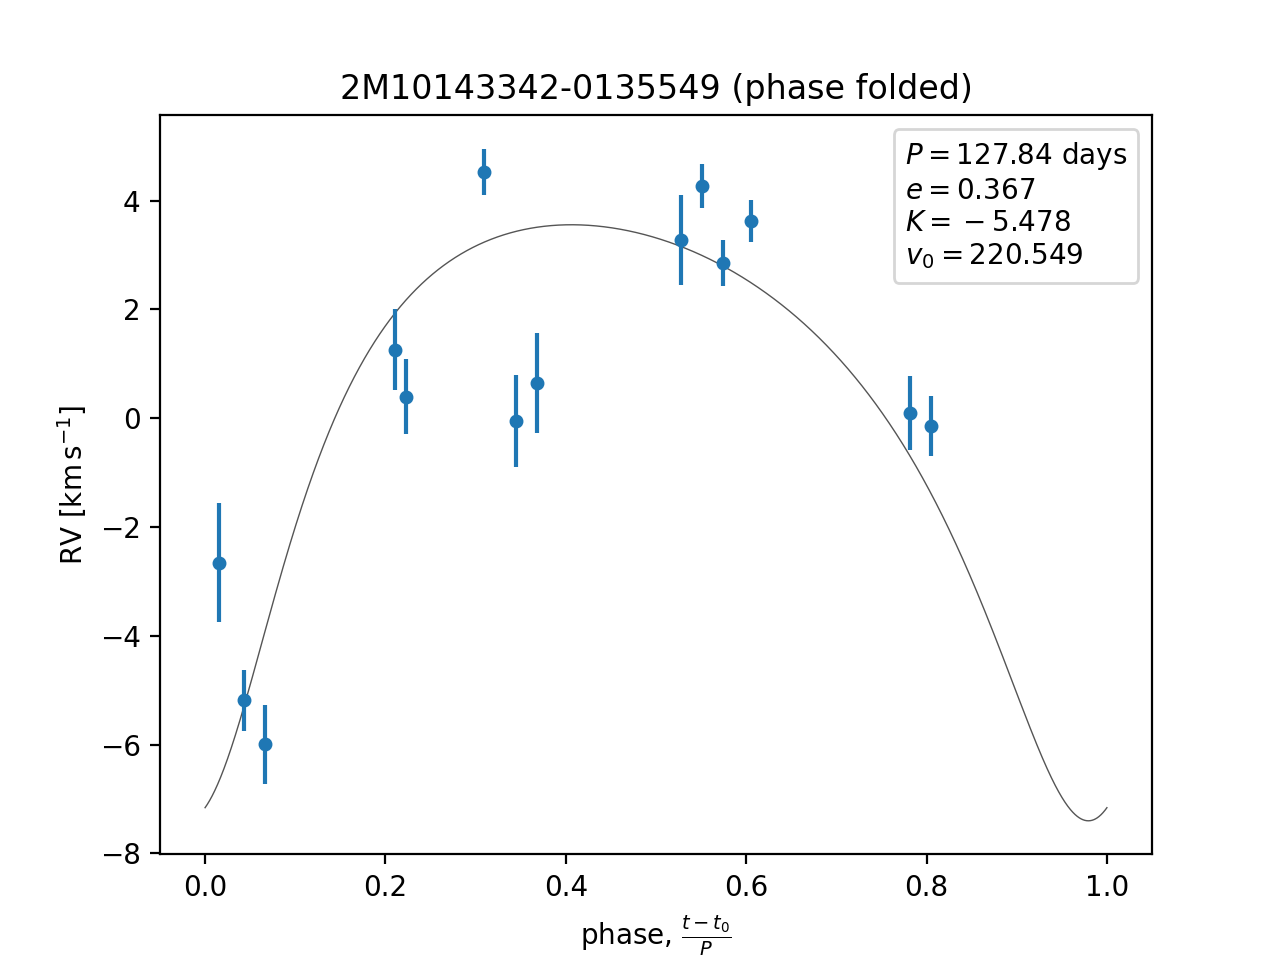 2M10143342-0135549 (phase folded)
P = 127.84 days
e = 0.367
K = − 5.478
v₀ = 220.549
RV [km s⁻¹]
4
2
0
−2
−4
−6
−8
0.0 0.2 0.4 0.6 0.8 1.0
phase, (t − t₀)/P